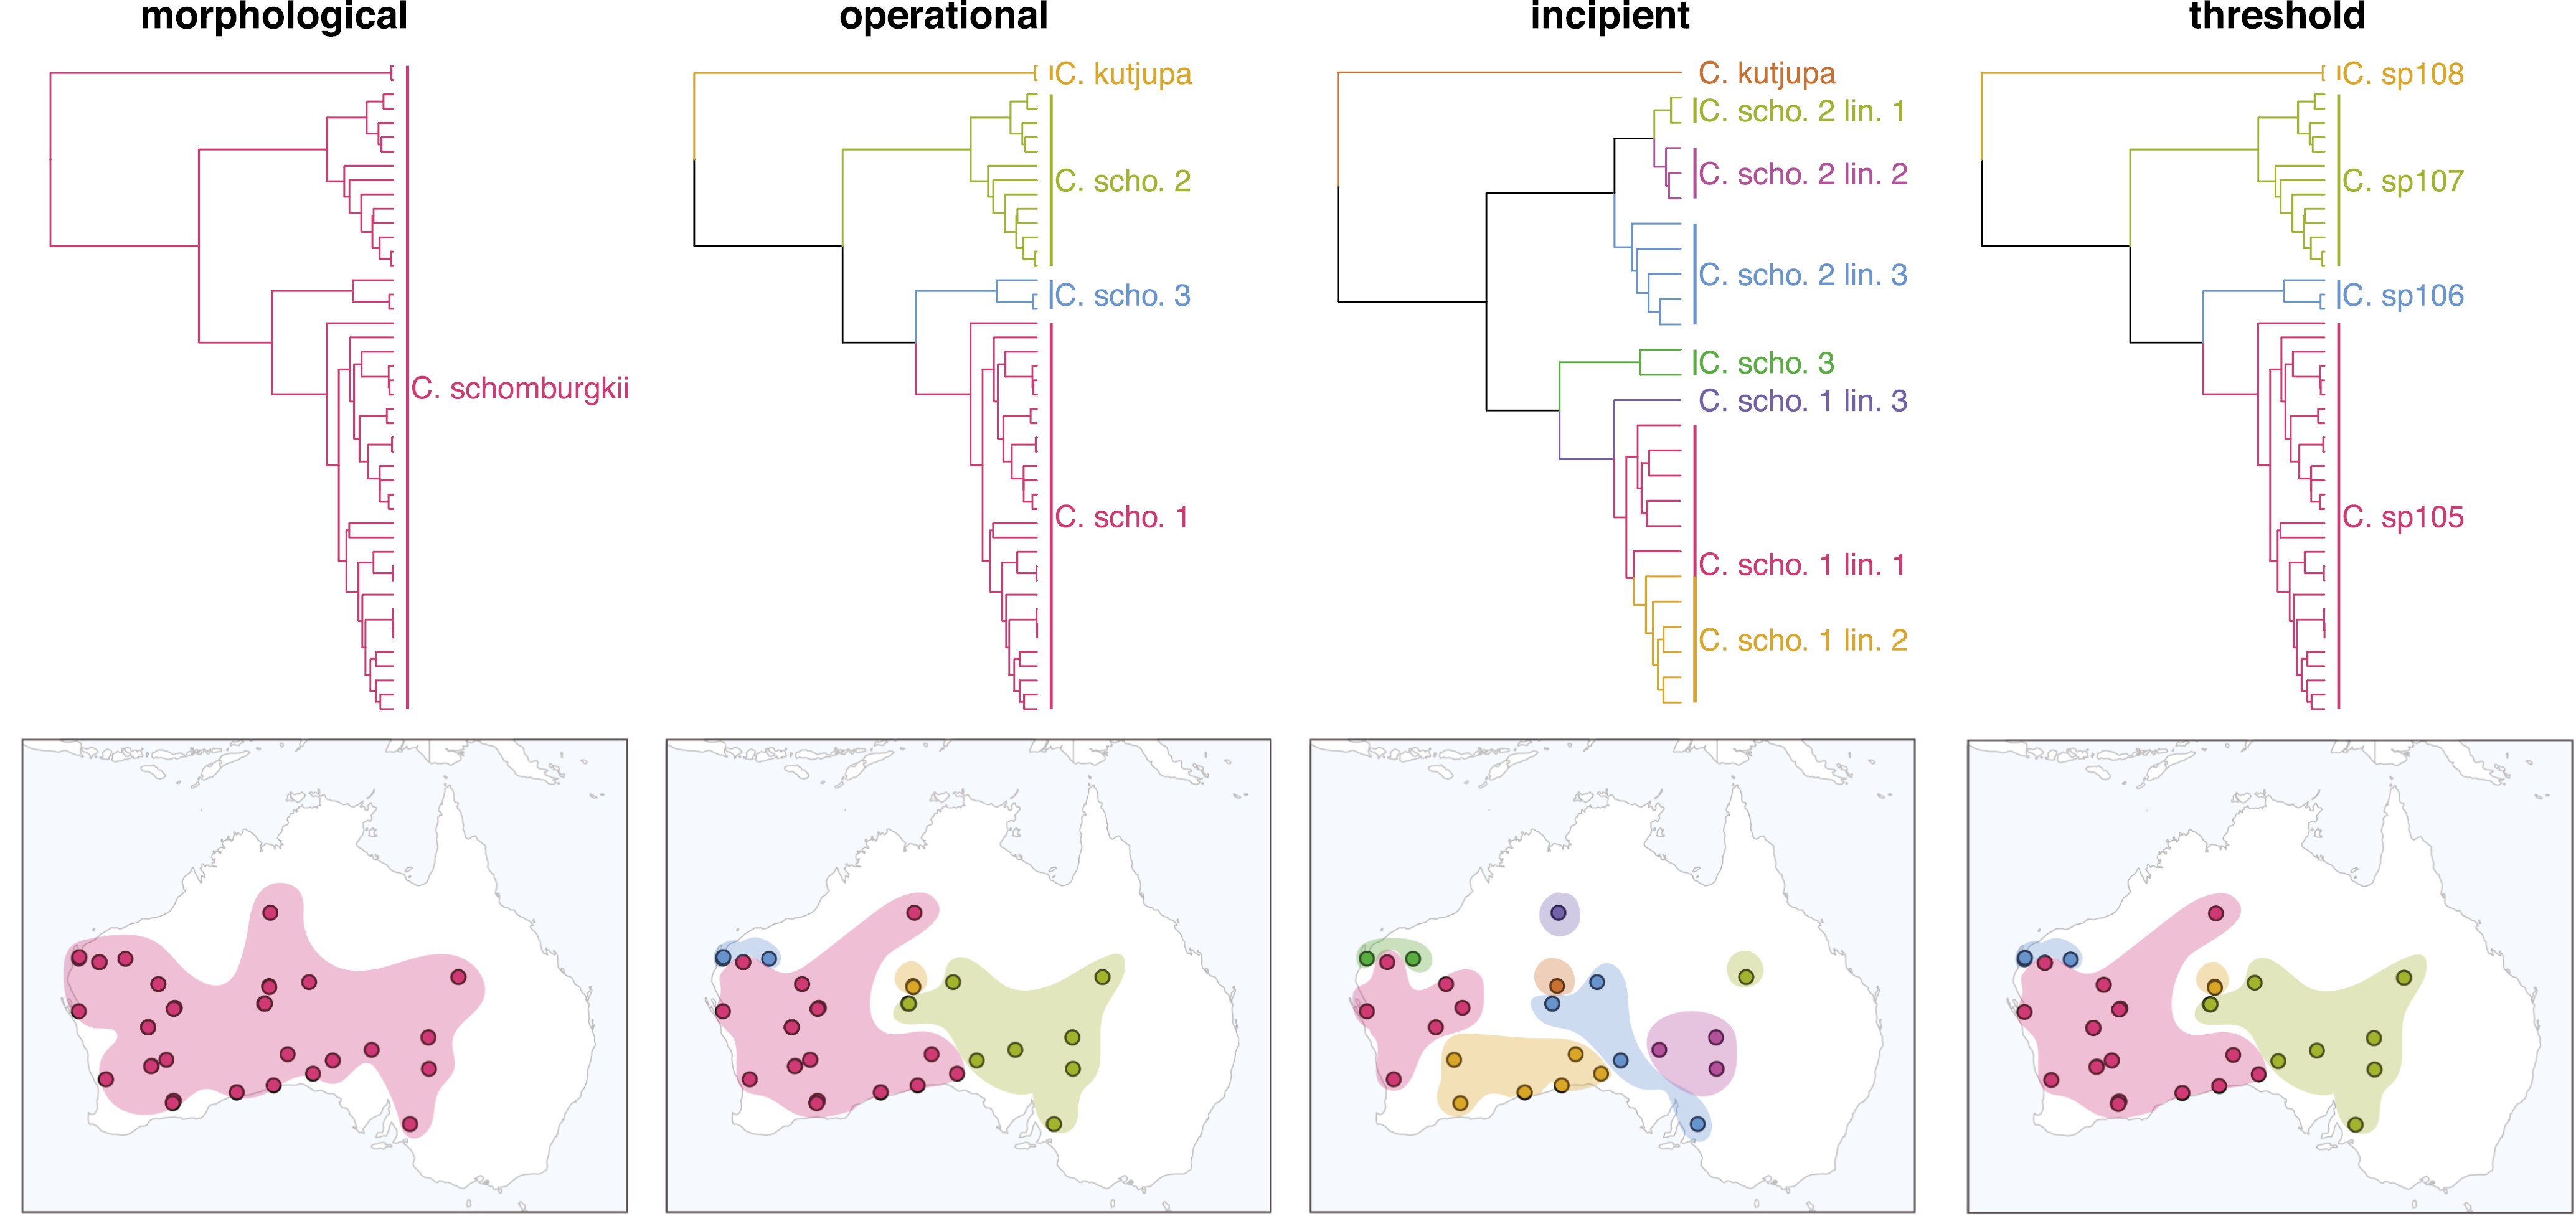 morphological
C. schomburgkii
operational
C. kutjupa
C. scho. 2
C. scho. 3
C. scho. 1
incipient
C. kutjupa
C. scho. 2 lin. 1
C. scho. 2 lin. 2
C. scho. 2 lin. 3
C. scho. 3
C. scho. 1 lin. 3
C. scho. 1 lin. 1
C. scho. 1 lin. 2
threshold
C. sp108
C. sp107
C. sp106
C. sp105